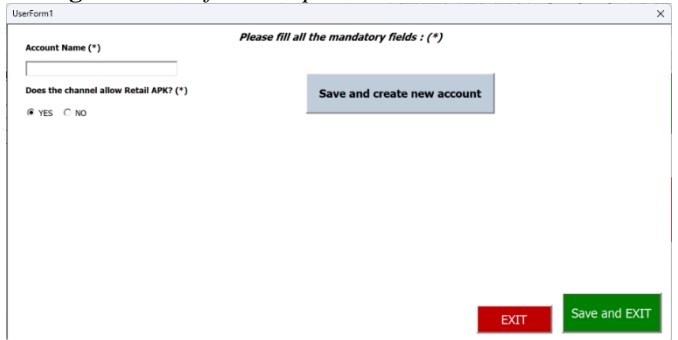 UserForm1
Please fill all the mandatory fields : (*)
Account Name (*)
Does the channel allow Retail APK? (*)
Save and create new account
YES NO
EXIT
Save and EXIT